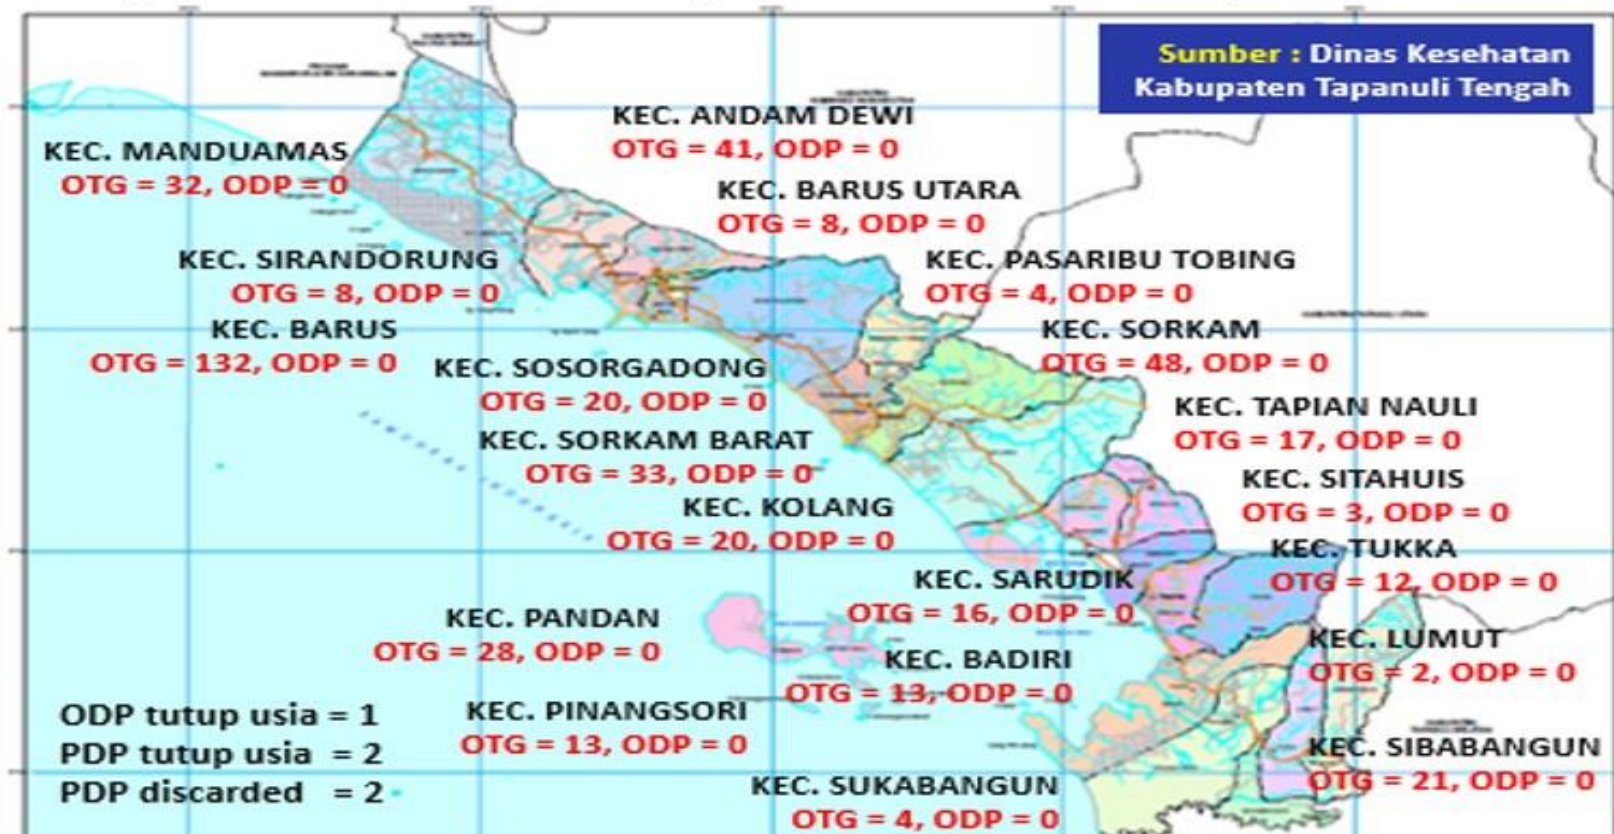 Sumber : Dinas Kesehatan
Kabupaten Tapanuli Tengah
KEC. ANDAM DEWI
OTG = 41, ODP = 0
KEC. MANDUAMAS
OTG = 32, ODP = 0
KEC. BARUS UTARA
OTG = 8, ODP = 0
KEC. SIRANDORUNG
OTG = 8, ODP = 0
KEC. PASARIBU TOBING
OTG = 4, ODP = 0
KEC. BARUS
OTG = 132, ODP = 0
KEC. SORKAM
OTG = 48, ODP = 0
KEC. SOSORGADONG
OTG = 20, ODP = 0
KEC. TAPIAN NAULI
OTG = 17, ODP = 0
KEC. SORKAM BARAT
OTG = 33, ODP = 0
KEC. SITAHUIS
OTG = 3, ODP = 0
KEC. KOLANG
OTG = 20, ODP = 0
KEC. TUKKA
OTG = 12, ODP = 0
KEC. SARUDIK
OTG = 16, ODP = 0
KEC. PANDAN
OTG = 28, ODP = 0
KEC. LUMUT
OTG = 2, ODP = 0
KEC. BADIRI
OTG = 13, ODP = 0
KEC. PINANGSORI
OTG = 13, ODP = 0
KEC. SIBABANGUN
OTG = 21, ODP = 0
KEC. SUKABANGUN
OTG = 4, ODP = 0
ODP tutup usia = 1
PDP tutup usia = 2
PDP discarded = 2